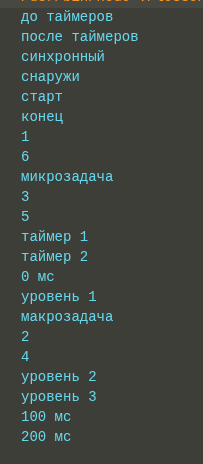 до таймеров
после таймеров
синхронный
снаружи
старт
конец
1
6
микрозадача
3
5
таймер 1
таймер 2
0 мс
уровень 1
макрозадача
2
4
уровень 2
уровень 3
100 мс
200 мс